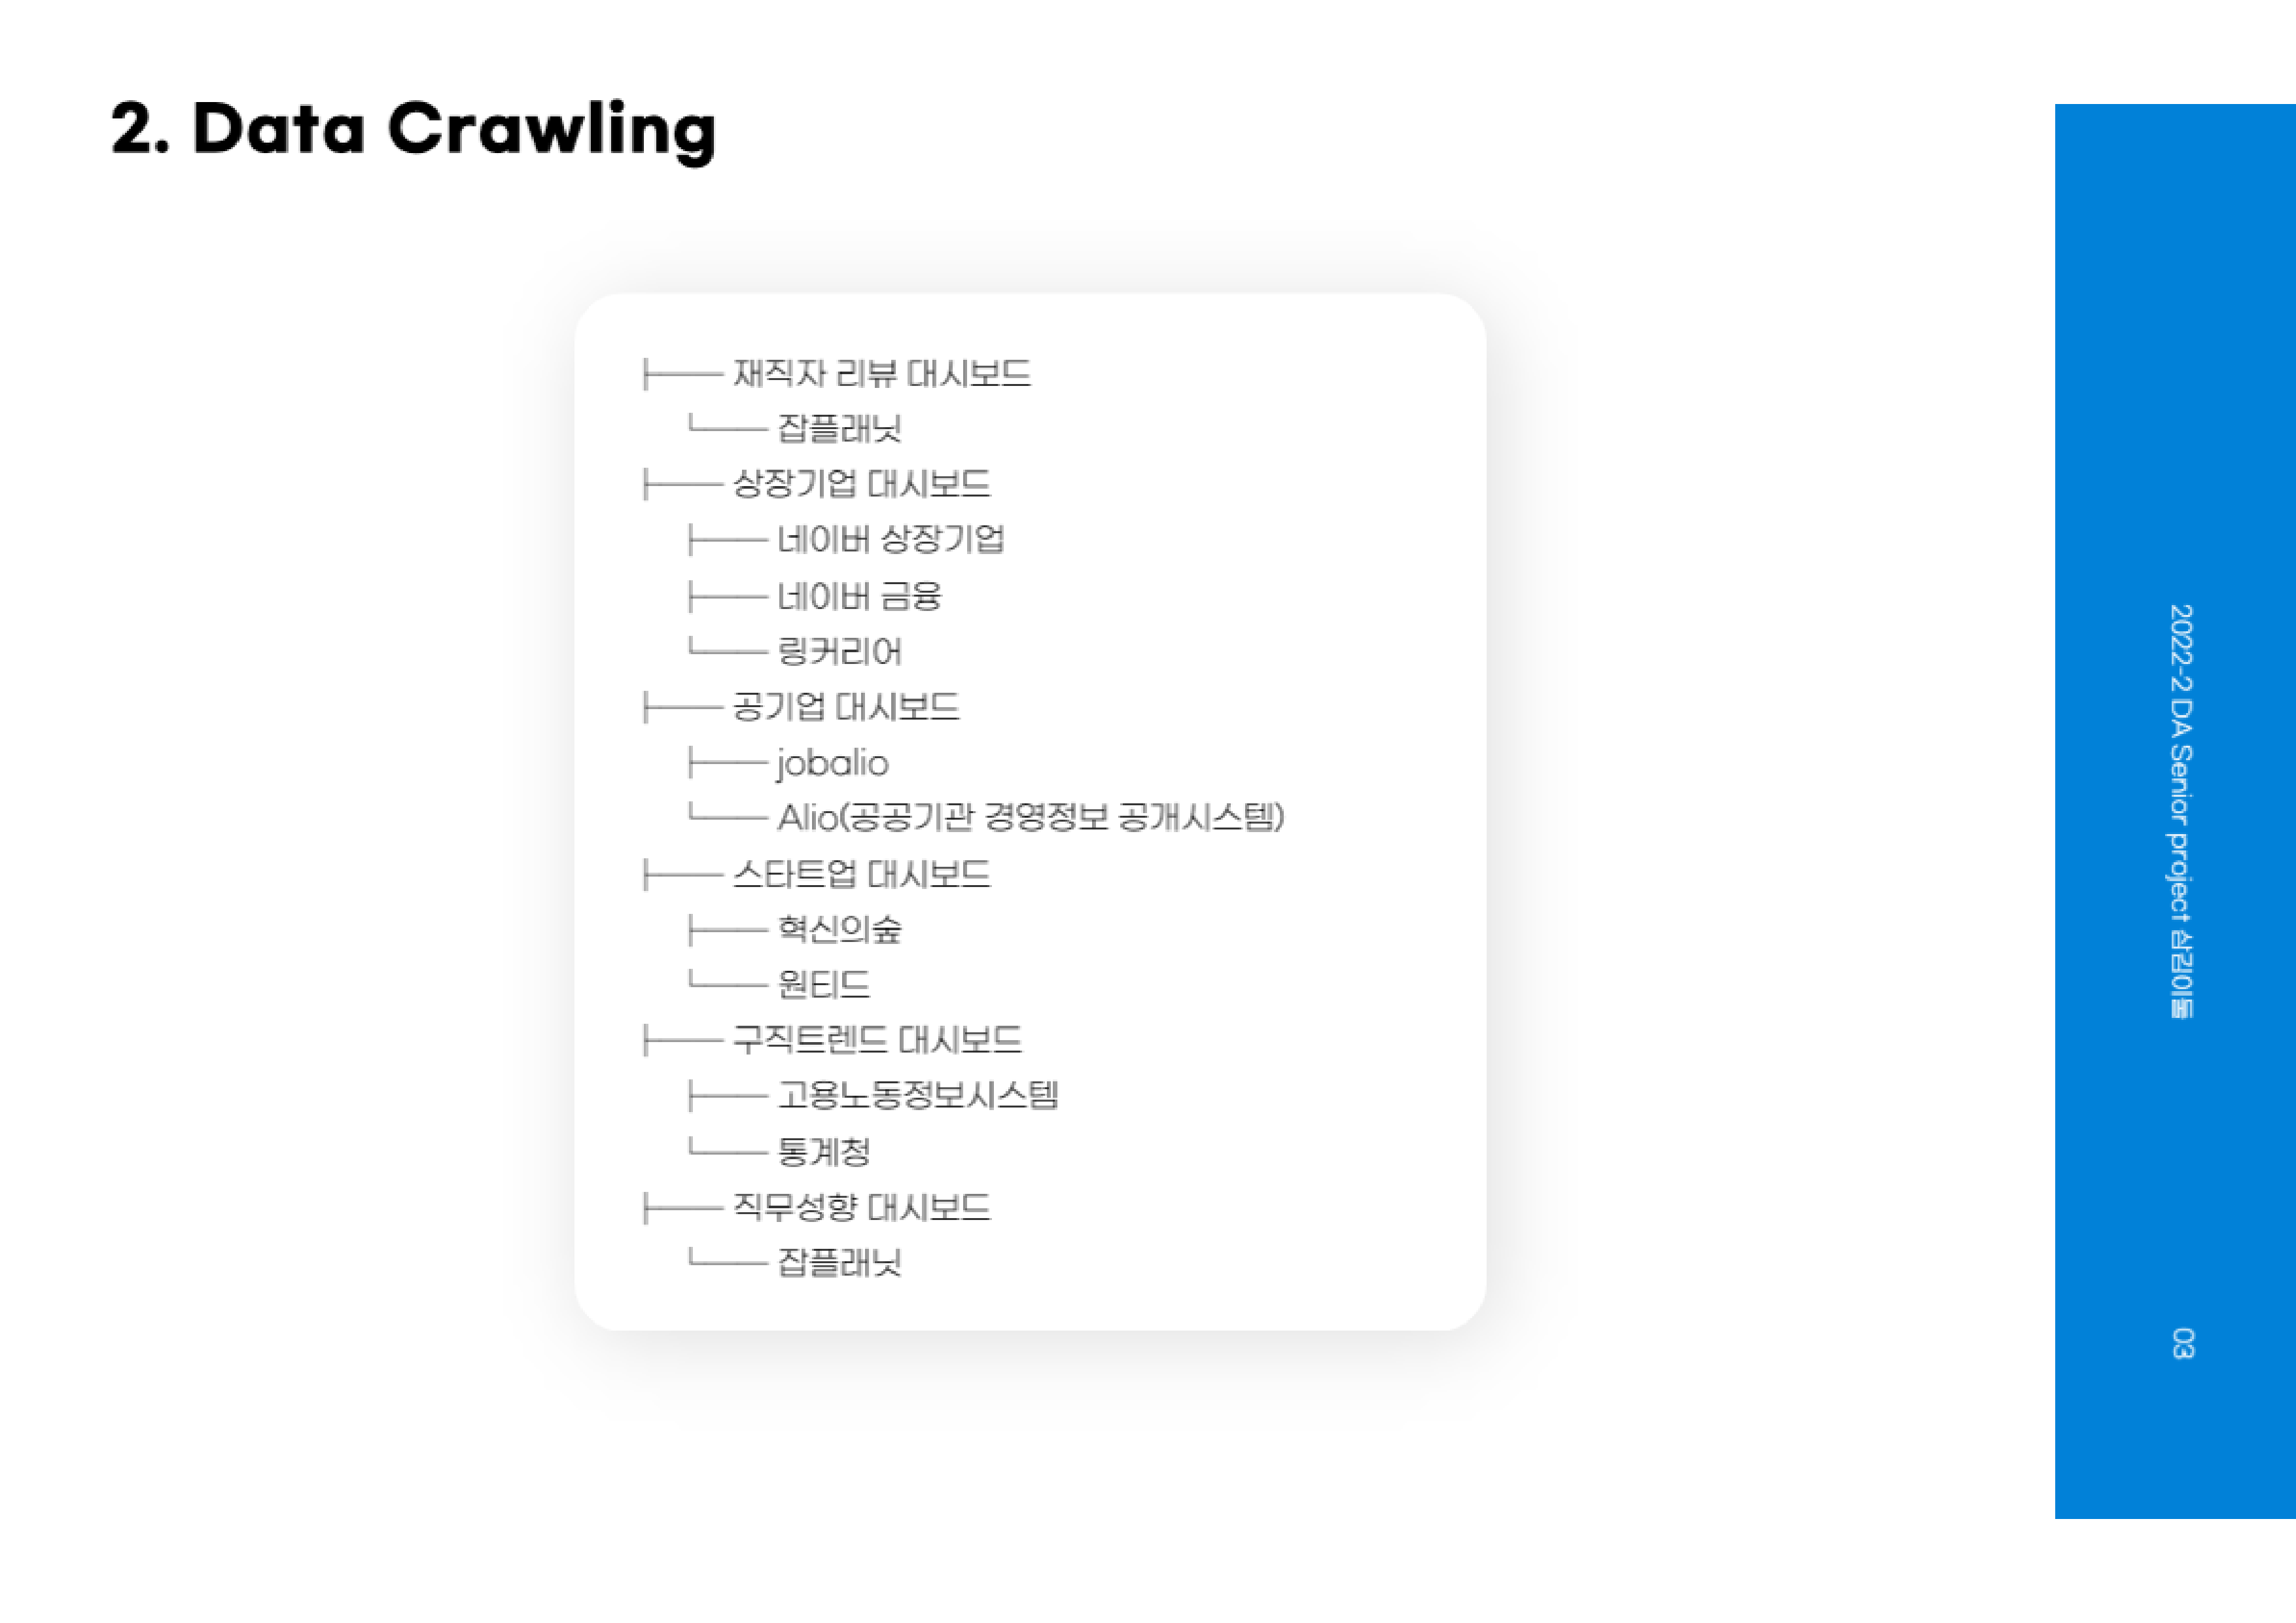 2. Data Crawling
├── 재직자 리뷰 대시보드
└── 잡플래닛
├── 상장기업 대시보드
├── 네이버 상장기업
├── 네이버 금융
└── 링커리어
├── 공기업 대시보드
├── jobalio
└── Alio(공공기관 경영정보 공개시스템)
├── 스타트업 대시보드
├── 혁신의숲
└── 원티드
├── 구직트렌드 대시보드
├── 고용노동정보시스템
└── 통계청
├── 직무성향 대시보드
└── 잡플래닛
2022-2 DA Senior project 삼김이돌
03